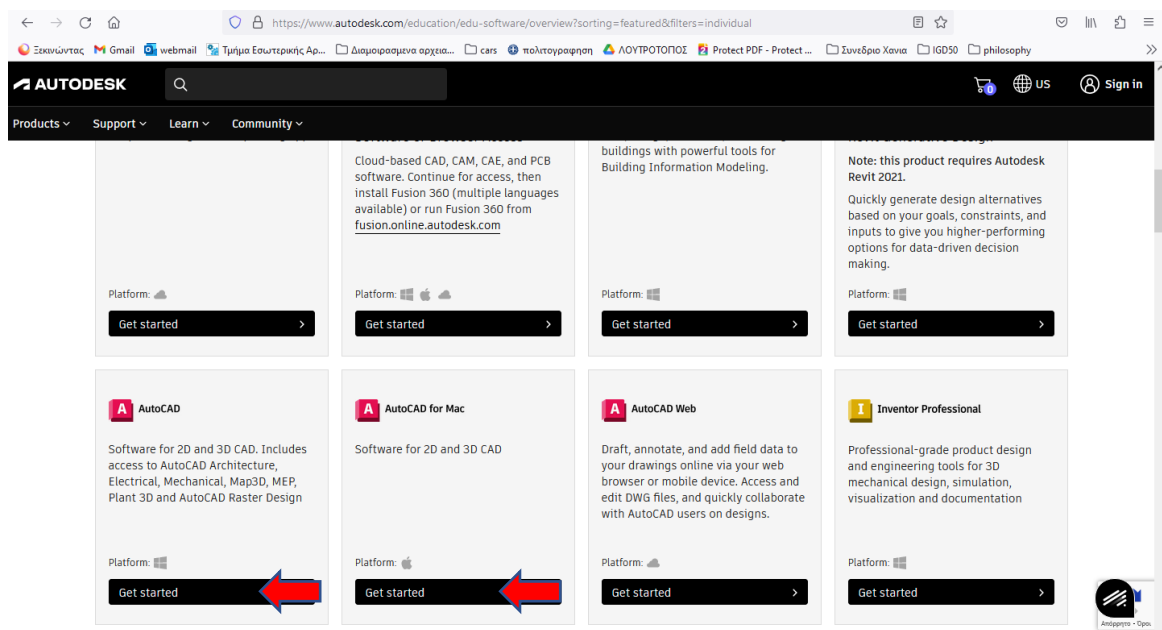 https://www.autodesk.com/education/edu-software/overview?sorting=featured&filters=individual
Ξεκινώντας Gmail webmail Τμήμα Εσωτερικής Αρ... Διαμοιρασμενα αρχεια... cars πολιτογραφηση ΛΟΥΤΡΟΤΟΠΟΣ Protect PDF - Protect ... Συνεδριο Χανια IGD50 philosophy
AUTODESK 0 US Sign in
Products Support Learn Community
Cloud-based CAD, CAM, CAE, and PCB
software. Continue for access, then
install Fusion 360 (multiple languages
available) or run Fusion 360 from
fusion.online.autodesk.com
Platform:
Get started
buildings with powerful tools for
Building Information Modeling.
Platform:
Get started
Note: this product requires Autodesk
Revit 2021.
Quickly generate design alternatives
based on your goals, constraints, and
inputs to give you higher-performing
options for data-driven decision
making.
Platform:
Get started
Platform:
Get started
A AutoCAD
Software for 2D and 3D CAD. Includes
access to AutoCAD Architecture,
Electrical, Mechanical, Map3D, MEP,
Plant 3D and AutoCAD Raster Design
Platform:
Get started
A AutoCAD for Mac
Software for 2D and 3D CAD
Platform:
Get started
A AutoCAD Web
Draft, annotate, and add field data to
your drawings online via your web
browser or mobile device. Access and
edit DWG files, and quickly collaborate
with AutoCAD users on designs.
Platform:
Get started
I Inventor Professional
Professional-grade product design
and engineering tools for 3D
mechanical design, simulation,
visualization and documentation
Platform:
Get started
Απόρρητο - Όροι